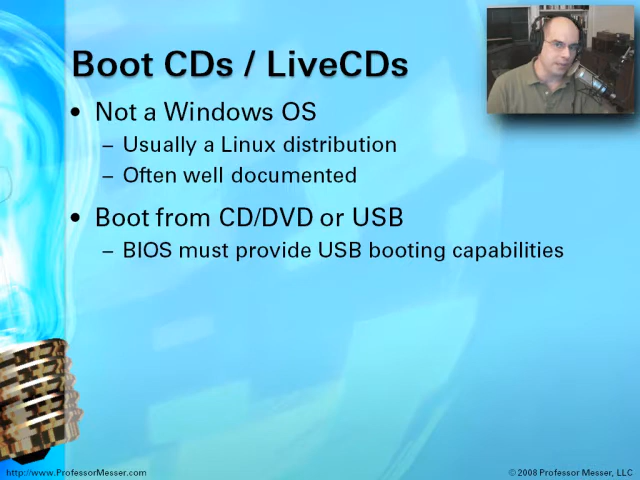 Boot CDs / LiveCDs
• Not a Windows OS
– Usually a Linux distribution
– Often well documented
• Boot from CD/DVD or USB
– BIOS must provide USB booting capabilities
http://www.ProfessorMesser.com
© 2008 Professor Messer, LLC